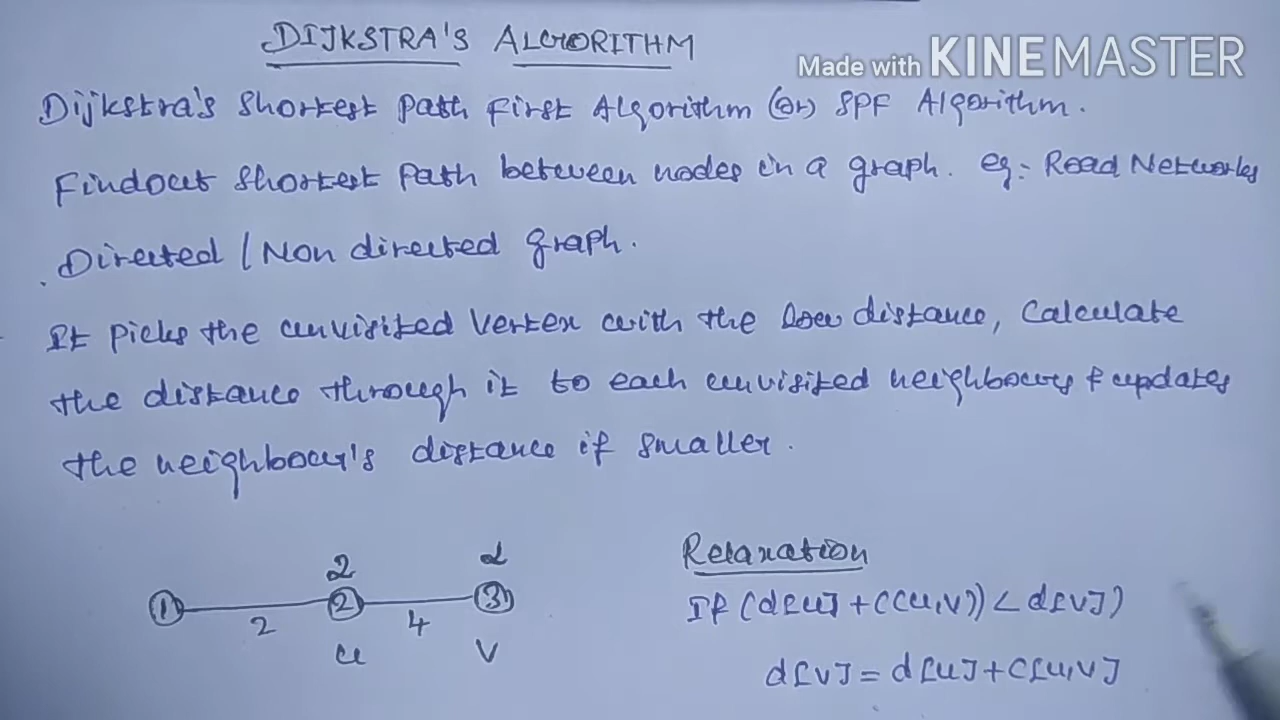 DIJKSTRA'S ALGORITHM
Made with KINEMASTER
Dijkstra's Shortest Path First Algorithm (or) SPF Algorithm.
Findout Shortest Path between nodes in a graph. eg:- Road Networks
Directed / Non directed graph.
It Picks the unvisited Vertex with the low distance, Calculate
the distance through it to each unvisited neighbours & updates
the neighbour's distance if smaller.
2 α
1 2 3
2 4
u v
Relaxation
If (d[u] + C(u,v)) < d[v])
d[v] = d[u] + C[u,v]